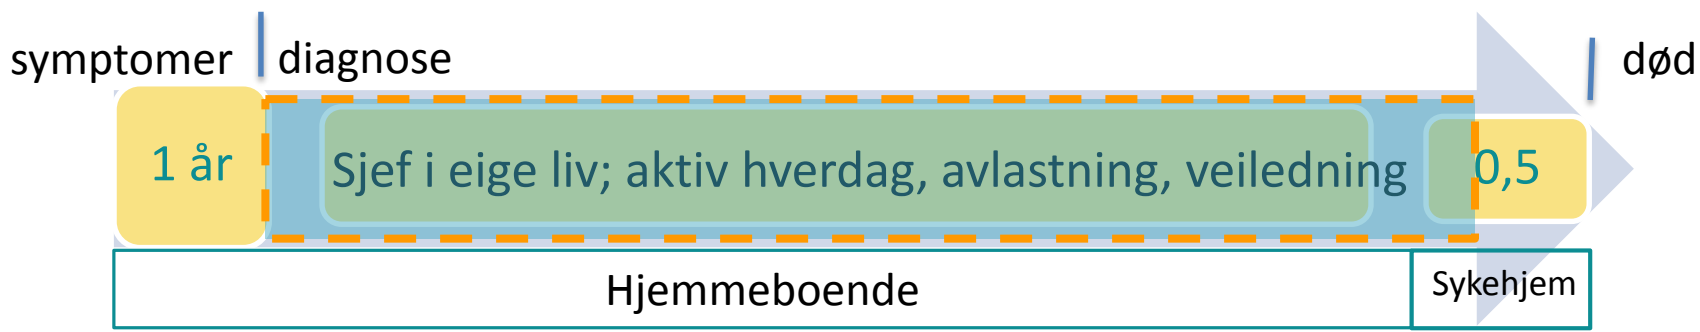 symptomer
diagnose
død
1 år
Sjef i eige liv; aktiv hverdag, avlastning, veiledning
0,5
Hjemmeboende
Sykehjem